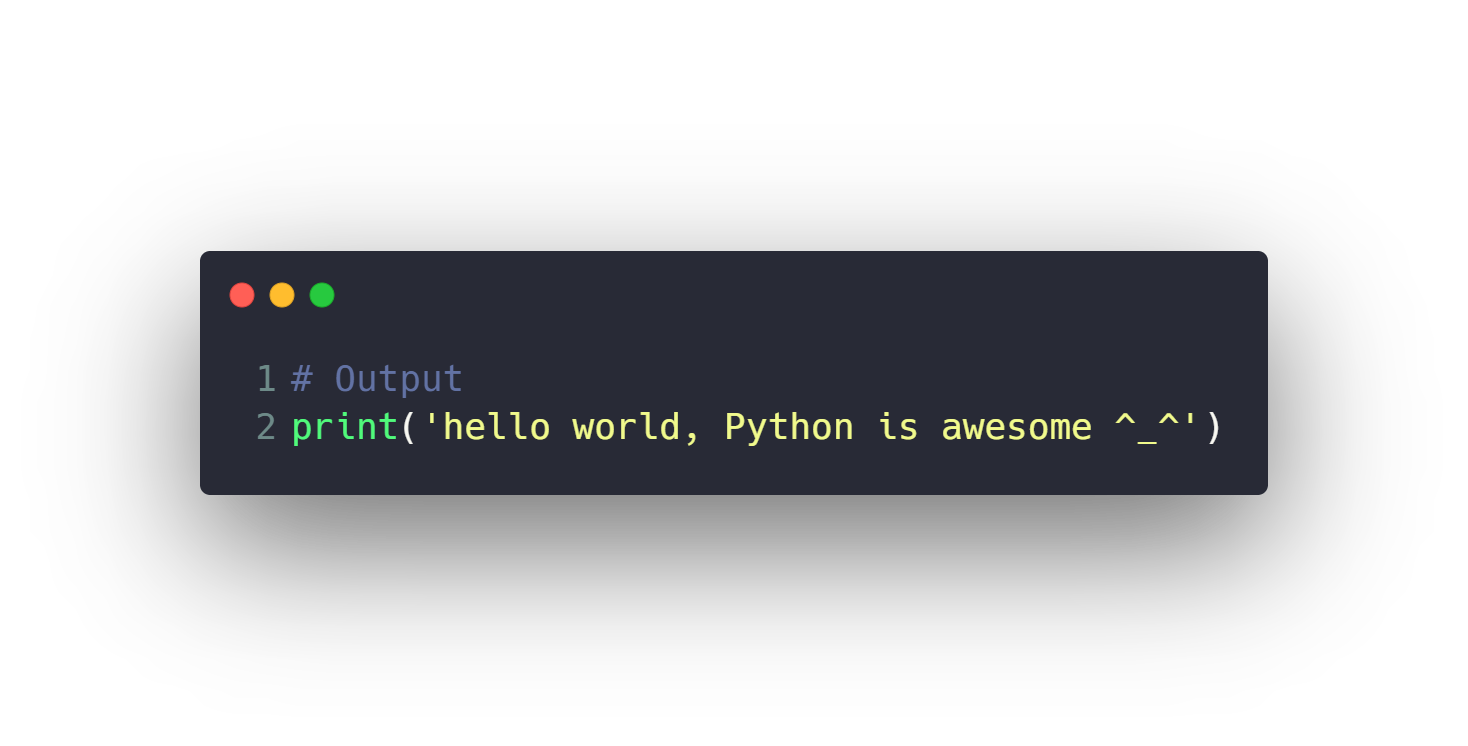 1 # Output
2 print('hello world, Python is awesome ^_^')